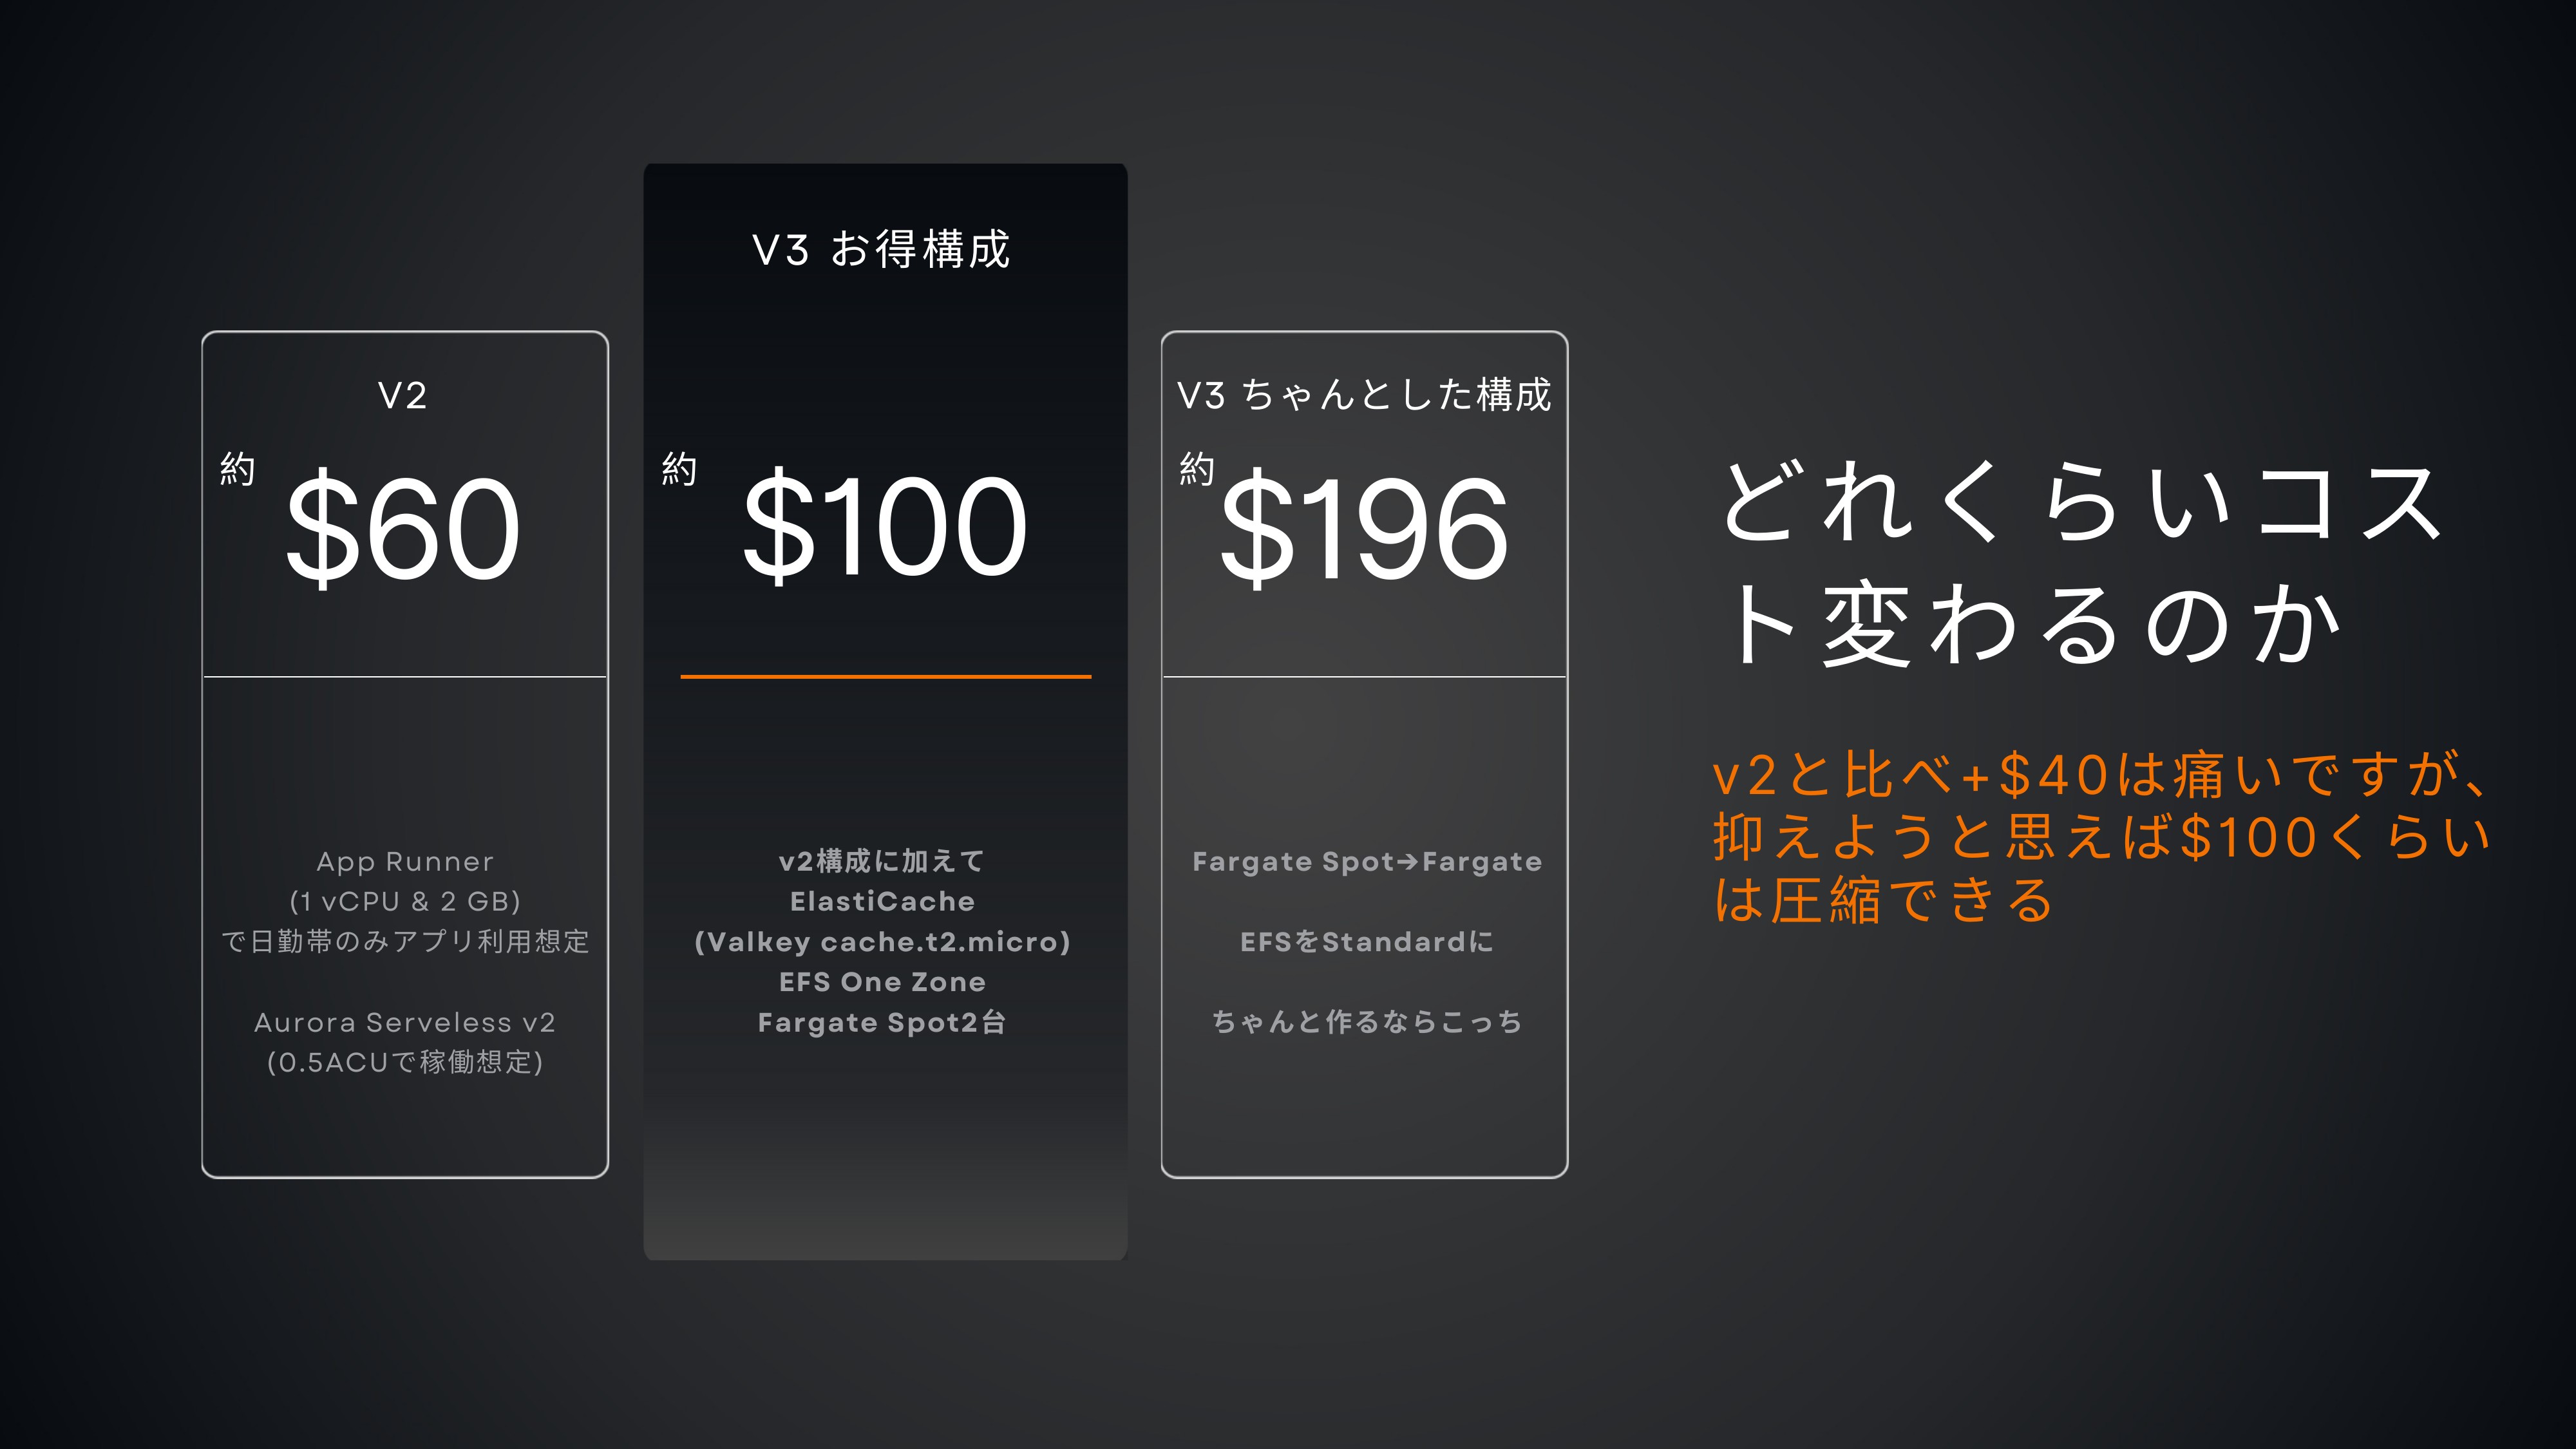 V2
約
$60
App Runner
(1 vCPU & 2 GB)
で日勤帯のみアプリ利用想定
Aurora Serveless v2
(0.5ACUで稼働想定)
V3 お得構成
約
$100
v2構成に加えて
ElastiCache
(Valkey cache.t2.micro)
EFS One Zone
Fargate Spot2台
V3 ちゃんとした構成
約
$196
Fargate Spot→Fargate
EFSをStandardに
ちゃんと作るならこっち
どれくらいコス
ト変わるのか
v2と比べ+$40は痛いですが、
抑えようと思えば$100くらい
は圧縮できる